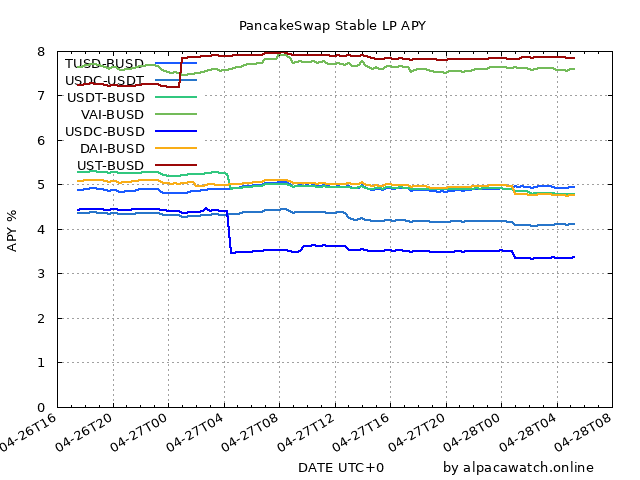 PancakeSwap Stable LP APY
8
7
6
5
4
3
2
1
0
APY %
TUSD-BUSD
USDC-USDT
USDT-BUSD
VAI-BUSD
USDC-BUSD
DAI-BUSD
UST-BUSD
04-26T16
04-26T20
04-27T00
04-27T04
04-27T08
04-27T12
04-27T16
04-27T20
04-28T00
04-28T04
04-28T08
DATE UTC+0
by alpacawatch.online